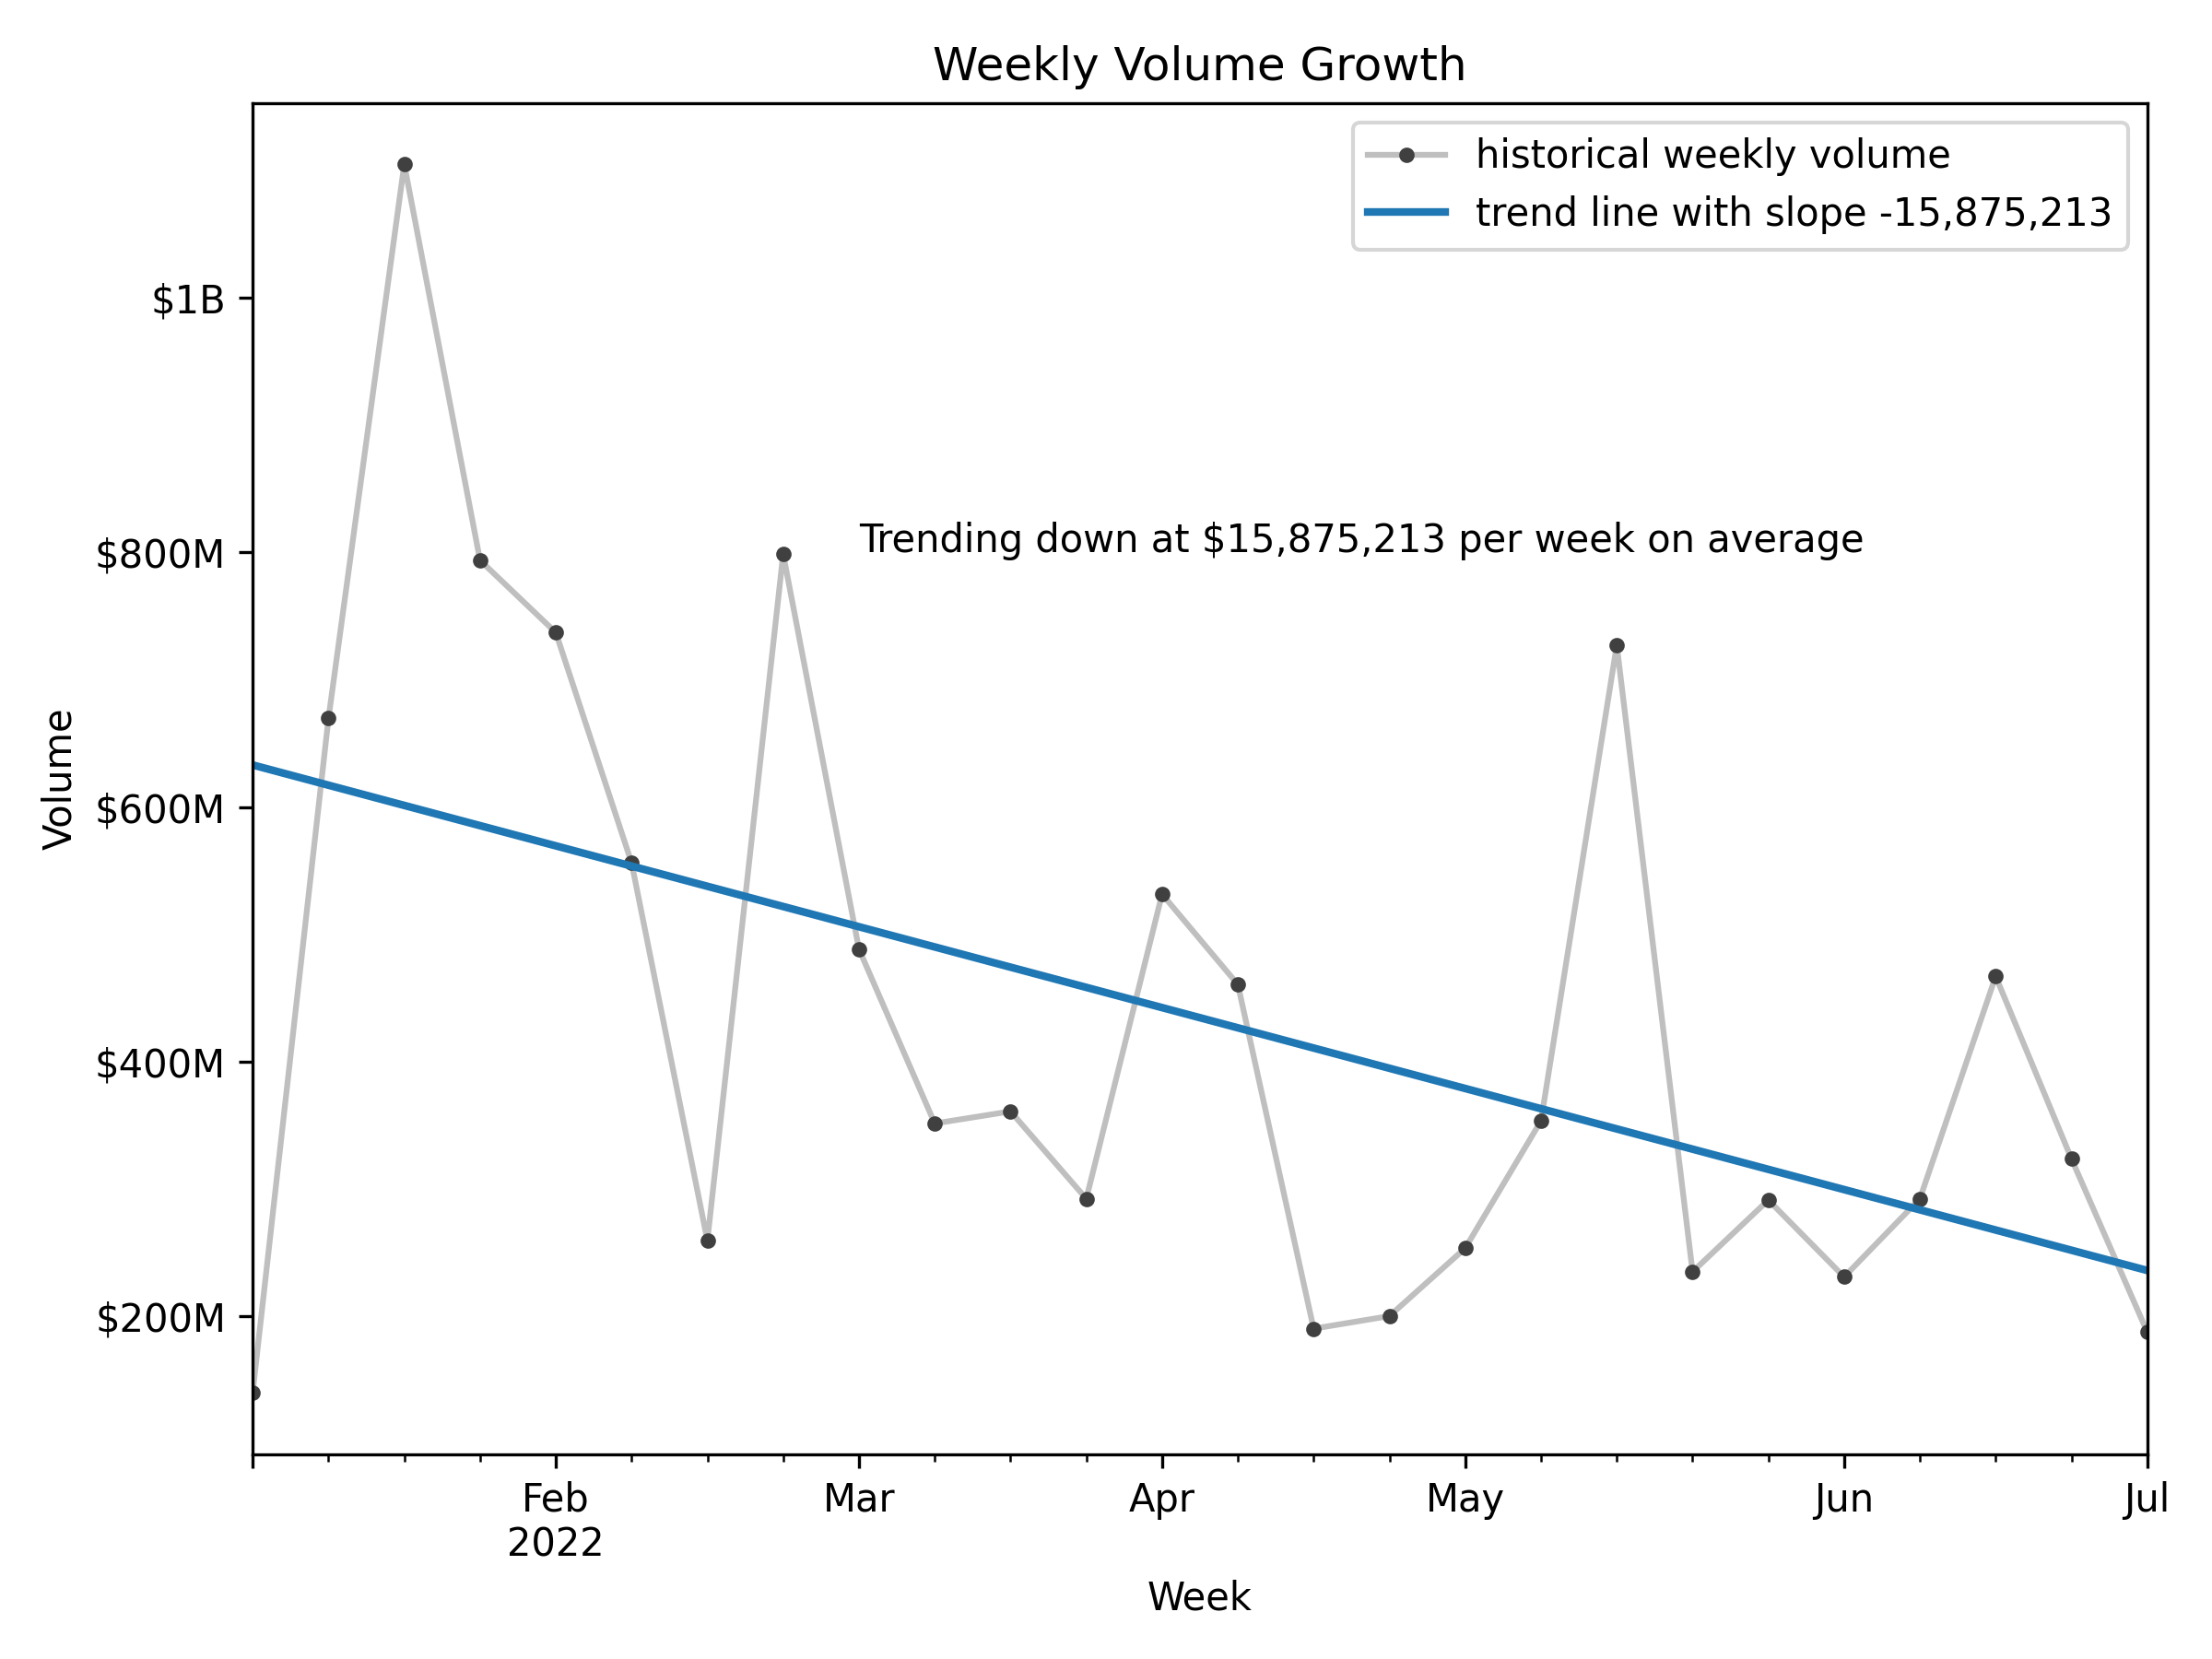 Weekly Volume Growth
historical weekly volume
trend line with slope -15,875,213
$1B
$800M
Trending down at $15,875,213 per week on average
Volume
$600M
$400M
$200M
Feb
2022
Mar
Apr
May
Jun
Jul
Week